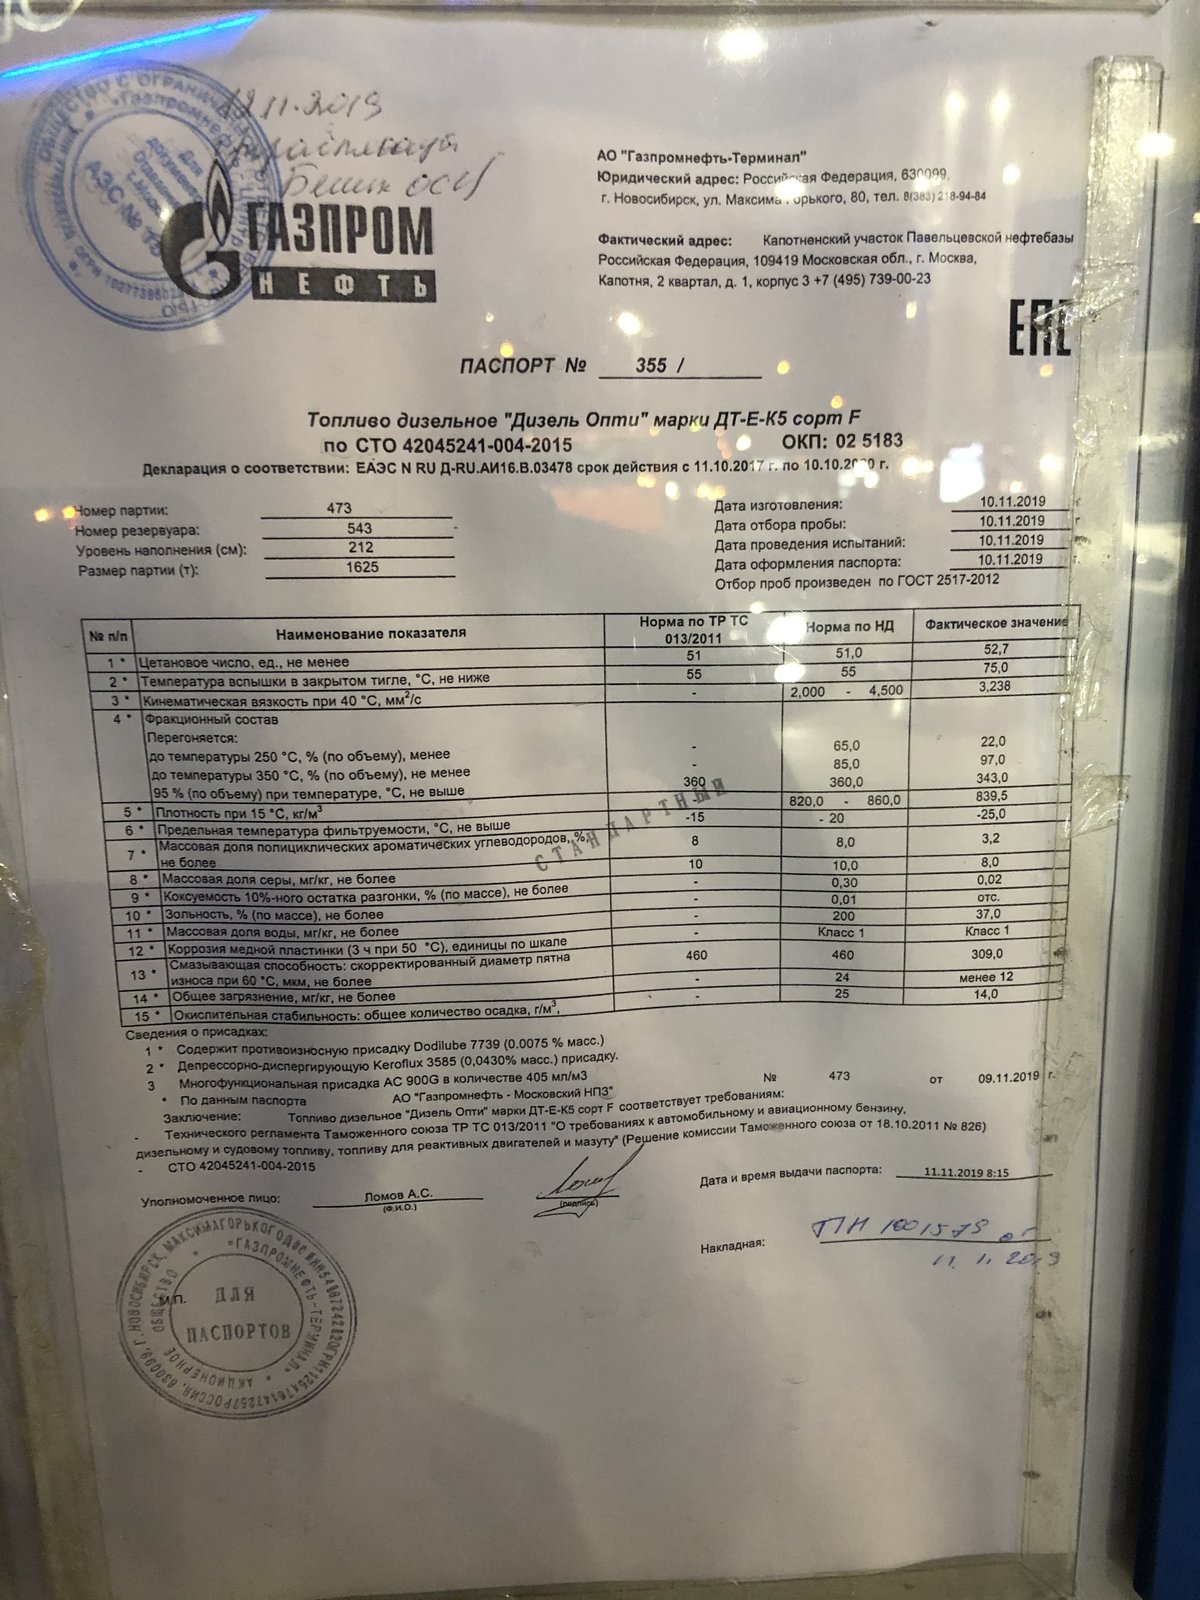 12.11.2019
ГАЗПРОМ
НЕФТЬ
АО "Газпромнефть-Терминал"
Юридический адрес: Российская Федерация, 630099,
г. Новосибирск, ул. Максима Горького, 80, тел. 8(383) 218-94-84
Фактический адрес: Капотненский участок Павельцевской нефтебазы
Российская Федерация, 109419 Московская обл., г. Москва,
Капотня, 2 квартал, д. 1, корпус 3 +7 (495) 739-00-23
ЕАС
ПАСПОРТ № 355 /
Топливо дизельное "Дизель Опти" марки ДТ-Е-К5 сорт F
по СТО 42045241-004-2015 ОКП: 02 5183
Декларация о соответствии: ЕАЭС N RU Д-RU.АИ16.В.03478 срок действия с 11.10.2017 г. по 10.10.2020 г.
Номер партии: 473
Номер резервуара: 543
Уровень наполнения (см): 212
Размер партии (т): 1625
Дата изготовления: 10.11.2019 г
Дата отбора пробы: 10.11.2019 г
Дата проведения испытаний: 10.11.2019 г
Дата оформления паспорта: 10.11.2019 г.
Отбор проб произведен по ГОСТ 2517-2012
№ п/п Наименование показателя Норма по ТР ТС 013/2011 Норма по НД Фактическое значение
1 * Цетановое число, ед., не менее 51 51,0 52,7
2 * Температура вспышки в закрытом тигле, °С, не ниже 55 55 75,0
3 * Кинематическая вязкость при 40 °С, мм2/с - 2,000 - 4,500 3,238
4 * Фракционный состав
Перегоняется:
до температуры 250 °С, % (по объему), менее - 65,0 22,0
до температуры 350 °С, % (по объему), не менее - 85,0 97,0
95 % (по объему) при температуре, °С, не выше 360 360,0 343,0
5 * Плотность при 15 °С, кг/м3 - 820,0 - 860,0 839,5
6 * Предельная температура фильтруемости, °С, не выше -15 - 20 -25,0
7 * Массовая доля полициклических ароматических углеводородов, %, не более 8 8,0 3,2
8 * Массовая доля серы, мг/кг, не более 10 10,0 8,0
9 * Коксуемость 10%-ного остатка разгонки, % (по массе), не более - 0,30 0,02
10 * Зольность, % (по массе), не более - 0,01 отс.
11 * Массовая доля воды, мг/кг, не более - 200 37,0
12 * Коррозия медной пластинки (3 ч при 50 °С), единицы по шкале - Класс 1 Класс 1
13 * Смазывающая способность: скорректированный диаметр пятна износа при 60 °С, мкм, не более 460 460 309,0
14 * Общее загрязнение, мг/кг, не более - 24 менее 12
15 * Окислительная стабильность: общее количество осадка, г/м3, - 25 14,0
СТАНДАРТНЫЙ
Сведения о присадках:
1 * Содержит противоизносную присадку Dodilube 7739 (0.0075 % масс.)
2 * Депрессорно-диспергирующую Keroflux 3585 (0,0430% масс.) присадку.
3 Многофункциональная присадка АС 900G в количестве 405 мл/м3
* По данным паспорта АО "Газпромнефть - Московский НПЗ" № 473 от 09.11.2019 г.
Заключение: Топливо дизельное "Дизель Опти" марки ДТ-Е-К5 сорт F соответствует требованиям:
- Технического регламента Таможенного союза ТР ТС 013/2011 "О требованиях к автомобильному и авиационному бензину,
дизельному и судовому топливу, топливу для реактивных двигателей и мазуту" (Решение комиссии Таможенного союза от 18.10.2011 № 826)
- СТО 42045241-004-2015
Уполномоченное лицо: Ломов А.С.
(Ф.И.О.) (подпись)
Дата и время выдачи паспорта: 11.11.2019 8:15
Накладная: ПН 1001579 от
11.11.2019
М.П.
ДЛЯ
ПАСПОРТОВ
"ГАЗПРОМНЕФТЬ-ТЕРМИНАЛ" * АКЦИОНЕРНОЕ ОБЩЕСТВО *